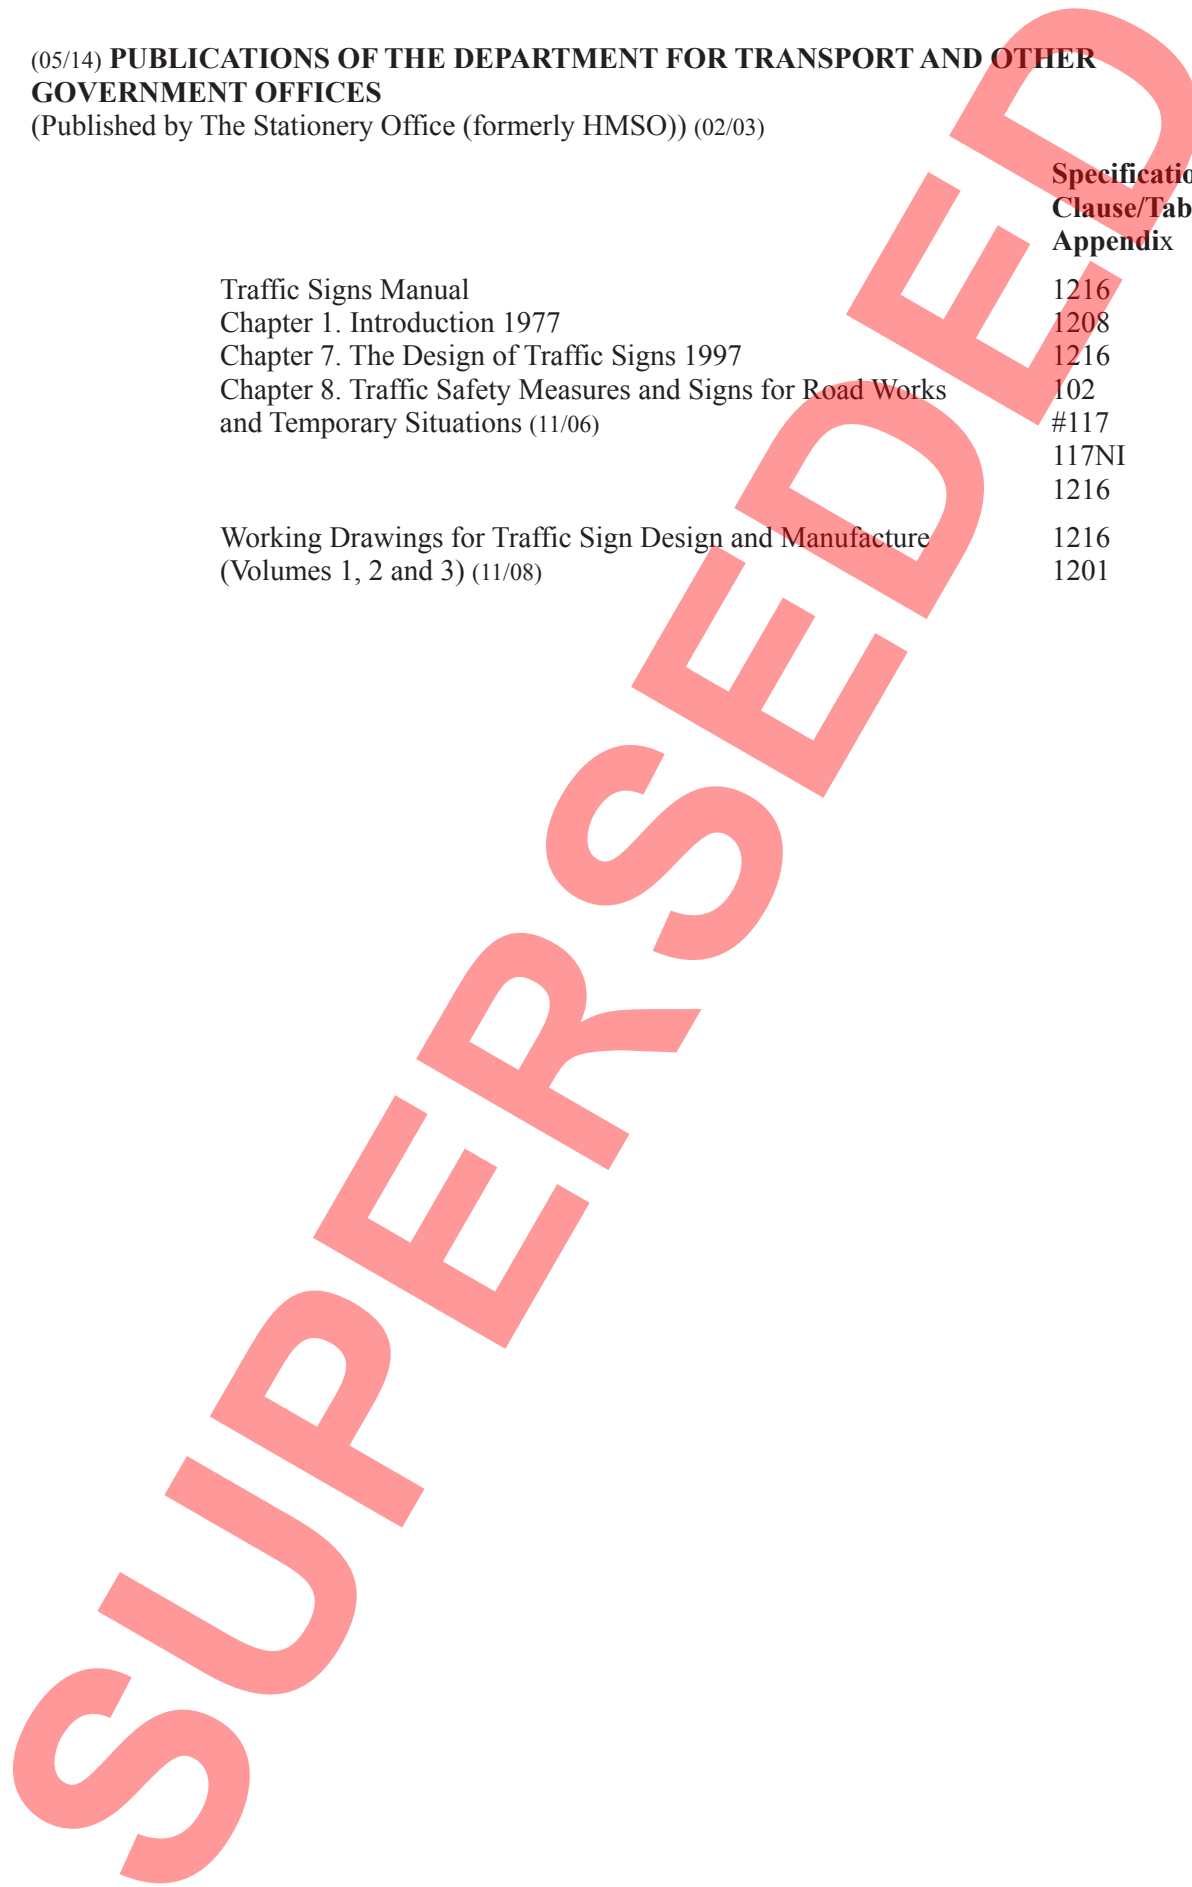 (05/14) PUBLICATIONS OF THE DEPARTMENT FOR TRANSPORT AND OTHER
GOVERNMENT OFFICES
(Published by The Stationery Office (formerly HMSO)) (02/03)
Specificatio
Clause/Tab
Appendix
Traffic Signs Manual 1216
Chapter 1. Introduction 1977 1208
Chapter 7. The Design of Traffic Signs 1997 1216
Chapter 8. Traffic Safety Measures and Signs for Road Works 102
and Temporary Situations (11/06) #117
117NI
1216
Working Drawings for Traffic Sign Design and Manufacture 1216
(Volumes 1, 2 and 3) (11/08) 1201
SUPERSEDED